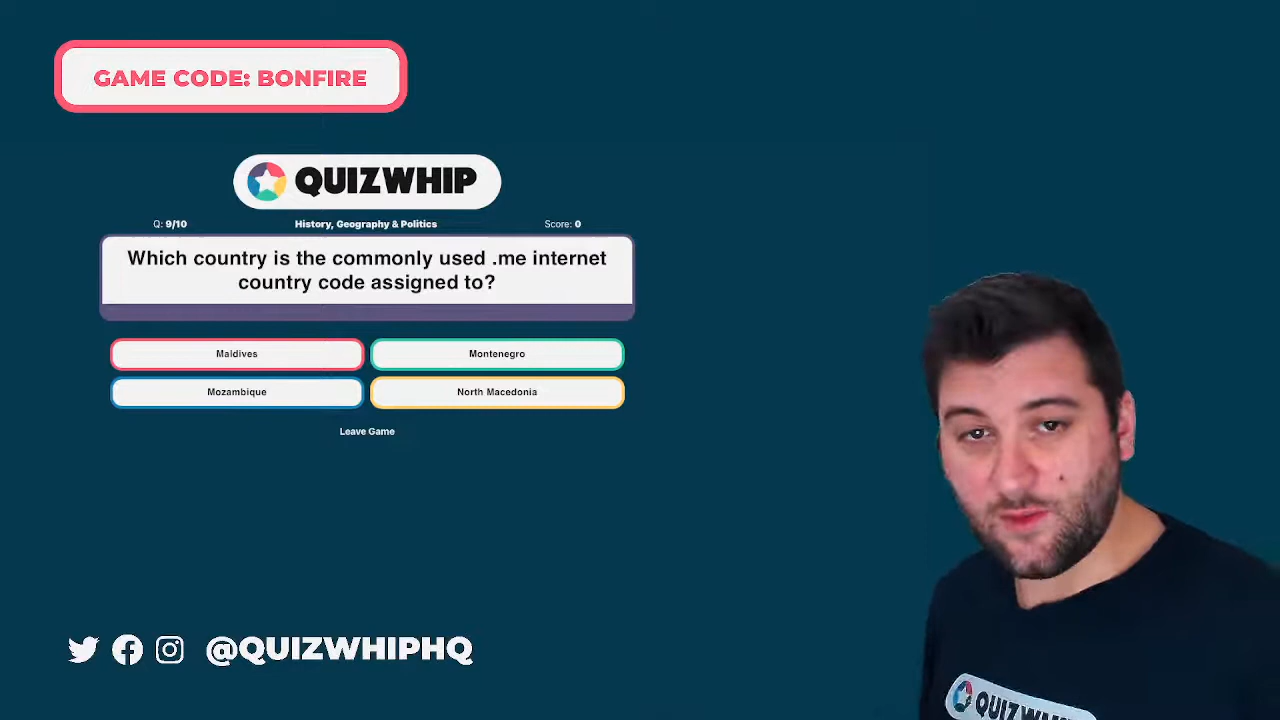 GAME CODE: BONFIRE
QUIZWHIP
Q: 9/10 History, Geography & Politics Score: 0
Which country is the commonly used .me internet
country code assigned to?
Maldives Montenegro
Mozambique North Macedonia
Leave Game
@QUIZWHIPHQ
QUIZWHIP